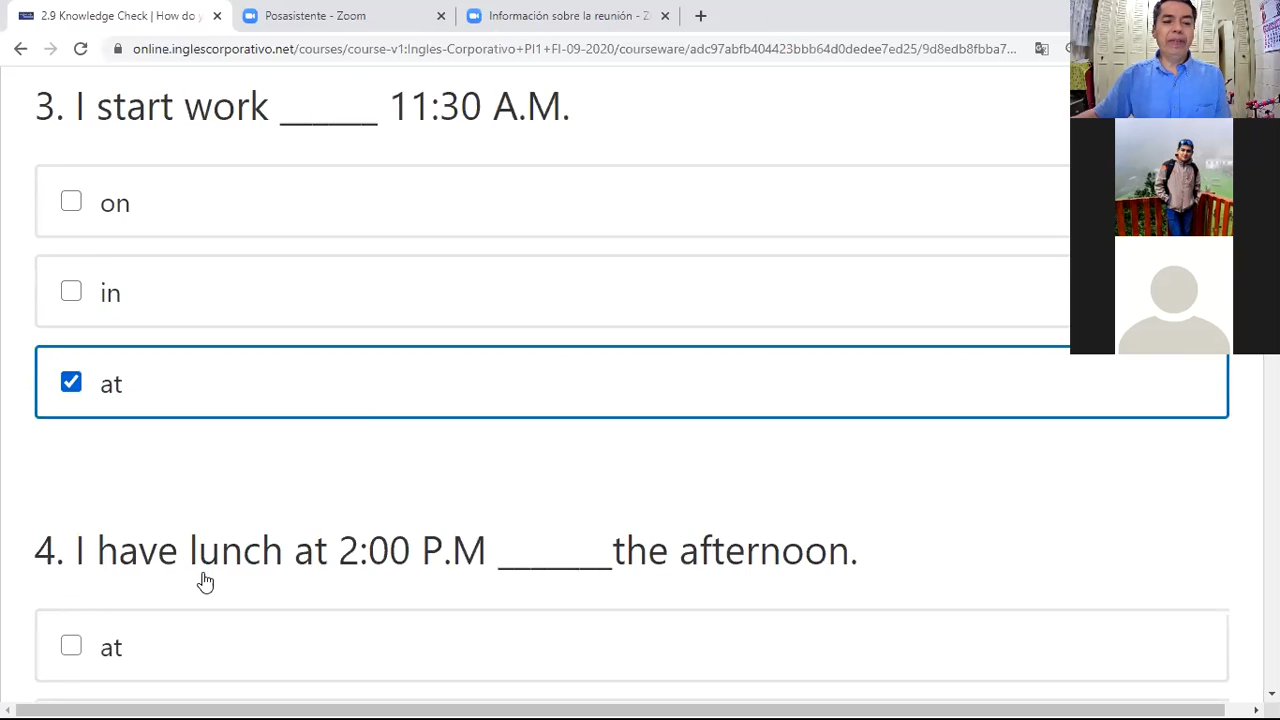 2.9 Knowledge Check | How do y
Posasistente - Zoom
Información sobre la reunión - Z
online.inglescorporativo.net/courses/course-v1:Ingles-Corporativo+PI1+FI-09-2020/courseware/adc97abfb404423bbb64d0dedee7ed25/9d8edb8fbba7...
3. I start work ______ 11:30 A.M.
on
in
at
4. I have lunch at 2:00 P.M _______the afternoon.
at